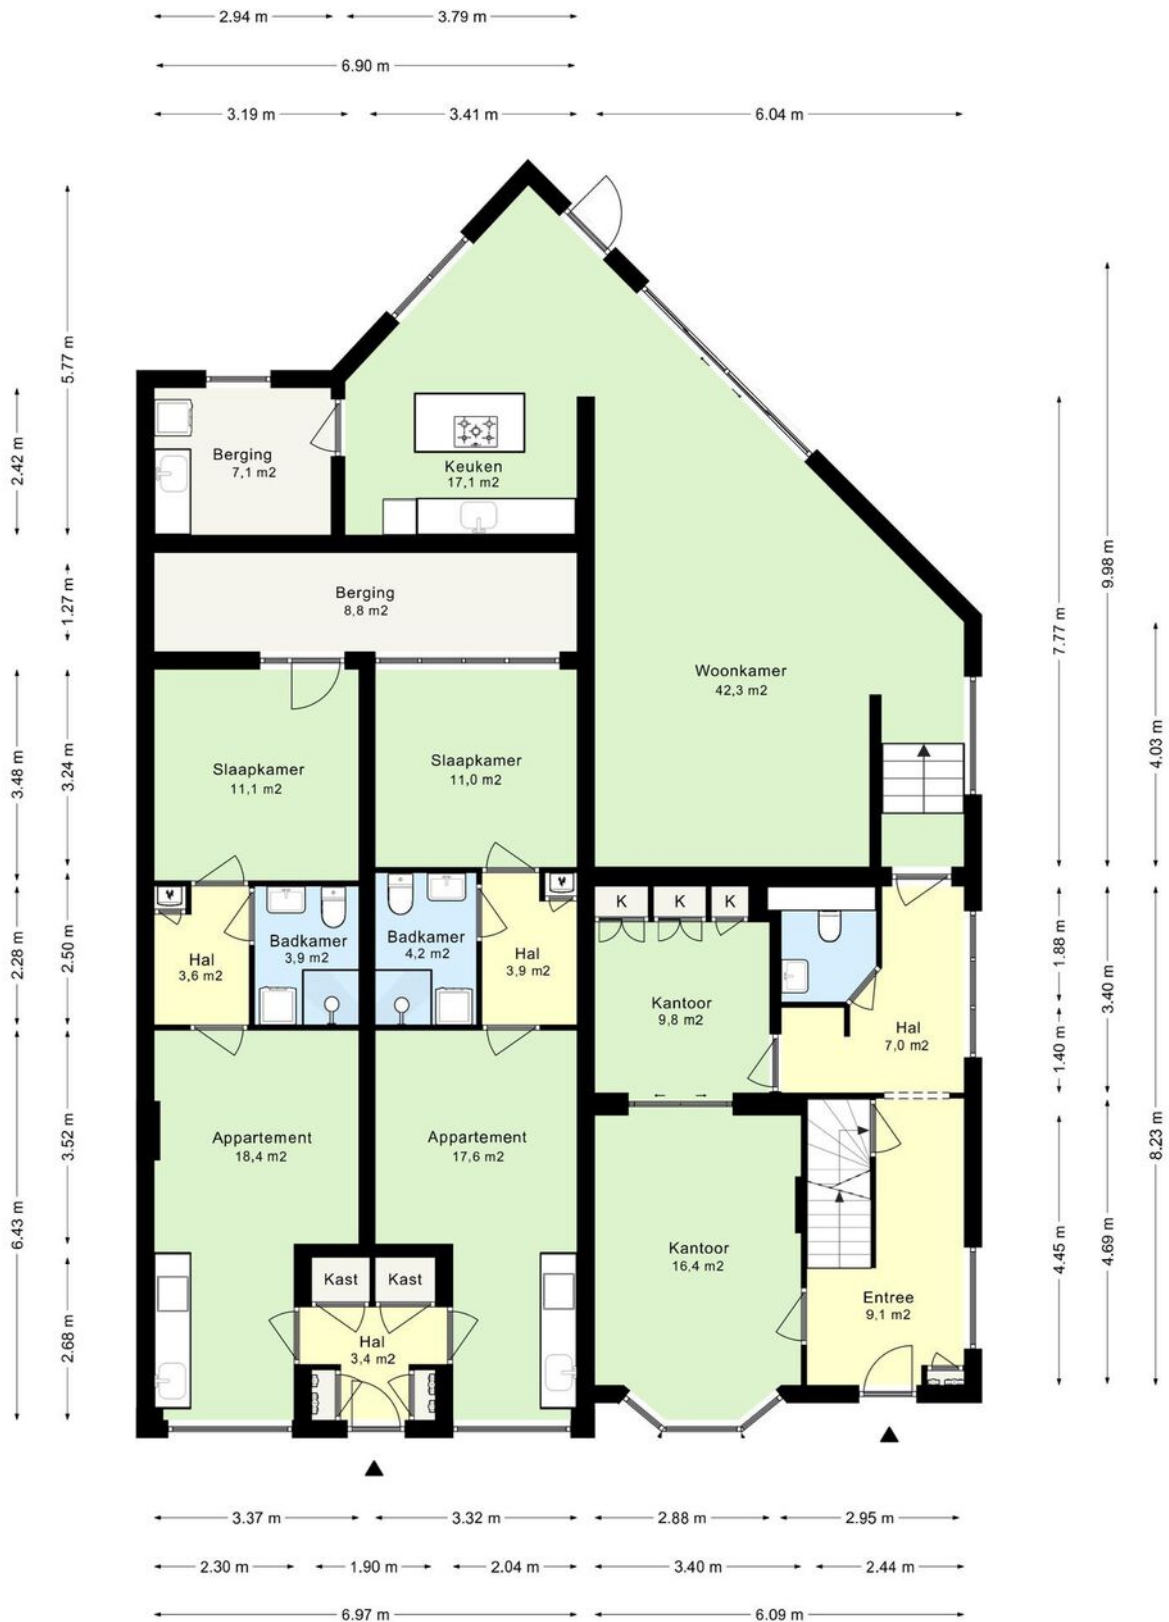 2.94 m
3.79 m
6.90 m
3.19 m
3.41 m
6.04 m
5.77 m
2.42 m
1.27 m
3.48 m
3.24 m
2.28 m
2.50 m
3.52 m
6.43 m
2.68 m
Berging
7,1 m2
Keuken
17,1 m2
Berging
8,8 m2
Woonkamer
42,3 m2
Slaapkamer
11,1 m2
Slaapkamer
11,0 m2
K
K
K
Hal
3,6 m2
Badkamer
3,9 m2
Badkamer
4,2 m2
Hal
3,9 m2
Kantoor
9,8 m2
Hal
7,0 m2
Appartement
18,4 m2
Appartement
17,6 m2
Kantoor
16,4 m2
Kast
Kast
Hal
3,4 m2
Entree
9,1 m2
9.98 m
7.77 m
4.03 m
1.88 m
3.40 m
1.40 m
8.23 m
4.45 m
4.69 m
3.37 m
3.32 m
2.88 m
2.95 m
2.30 m
1.90 m
2.04 m
3.40 m
2.44 m
6.97 m
6.09 m